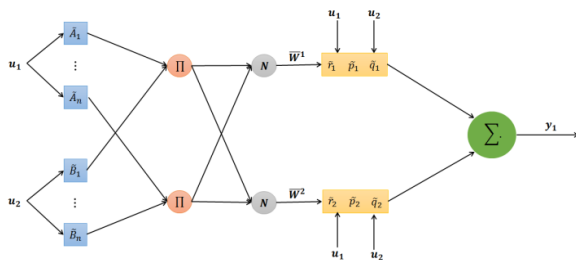 u₁ u₂
Ã₁
⋮
u₁
Ãₙ
∏ N W̅¹ r̃₁ p̃₁ q̃₁
∑ y₁
B̃₁
u₂
⋮
B̃ₙ
∏ N W̅² r̃₂ p̃₂ q̃₂
u₁ u₂